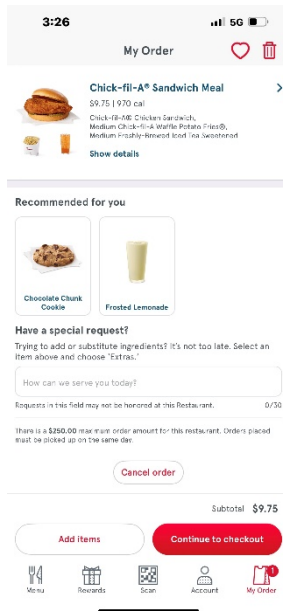 3:26
5G
My Order
Chick-fil-A® Sandwich Meal
$9.75 | 970 cal
Chick-fil-A® Chicken Sandwich,
Medium Chick-fil-A Waffle Potato Fries®,
Medium Freshly-Brewed Iced Tea Sweetened
Show details
Recommended for you
Chocolate Chunk
Cookie
Frosted Lemonade
Have a special request?
Trying to add or substitute ingredients? It's not too late. Select an
item above and choose "Extras."
How can we serve you today?
Requests in this field may not be honored at this Restaurant.
0/30
There is a $250.00 maximum order amount for this restaurant. Orders placed
must be picked up on the same day.
Cancel order
Subtotal $9.75
Add items
Continue to checkout
1
Menu
Rewards
Scan
Account
My Order